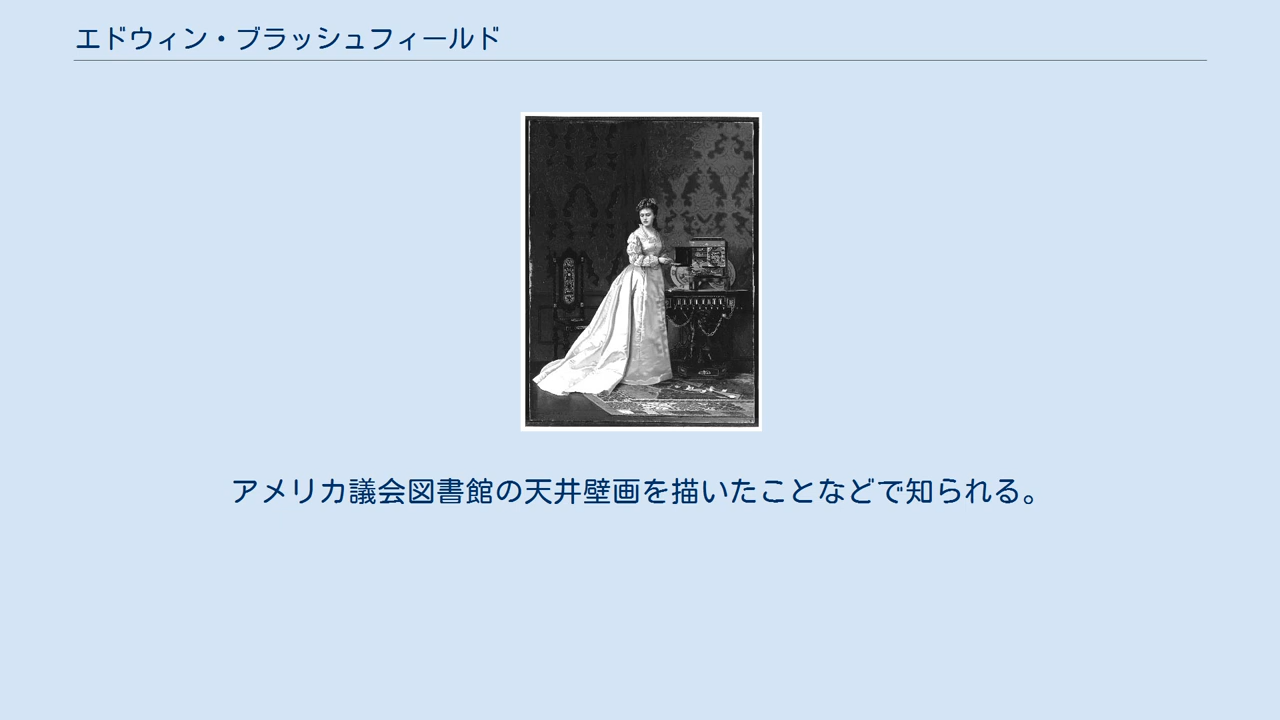 エドウィン・ブラッシュフィールド
アメリカ議会図書館の天井壁画を描いたことなどで知られる。